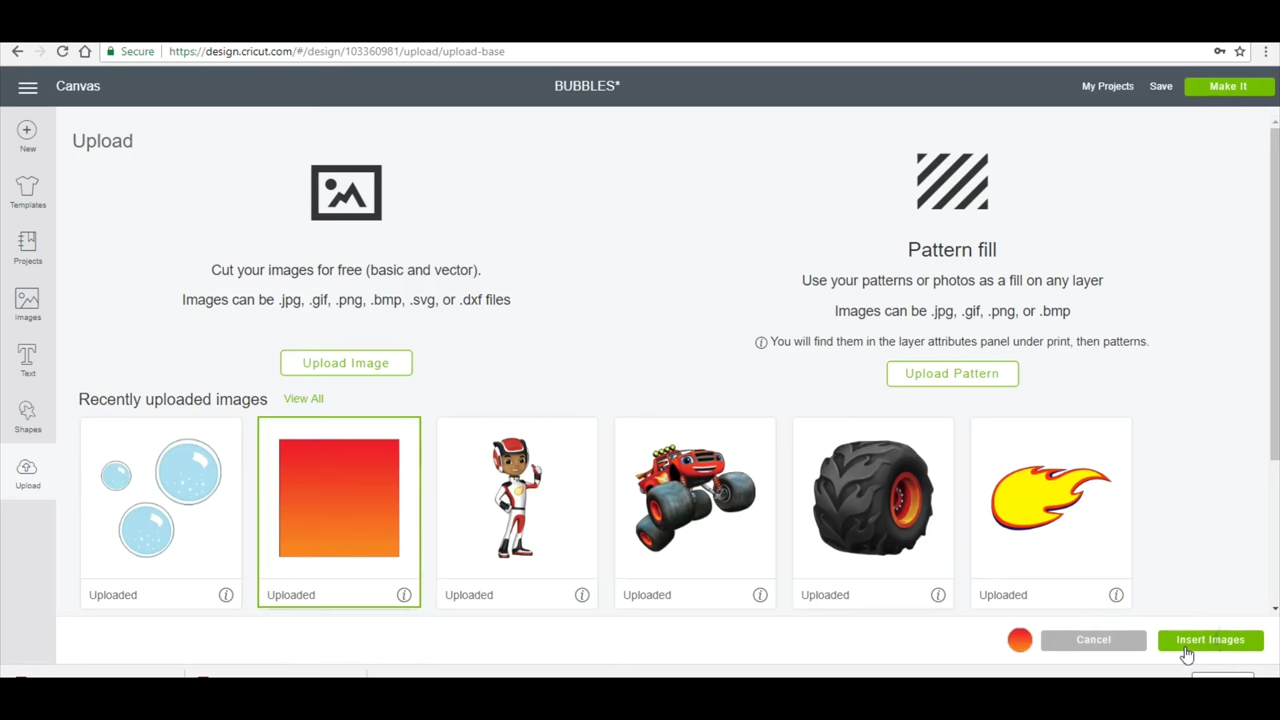 Secure https://design.cricut.com/#/design/103360981/upload/upload-base
Canvas
BUBBLES*
My Projects
Save
Make It
New
Templates
Projects
Images
Text
Shapes
Upload
Upload
Cut your images for free (basic and vector).
Images can be .jpg, .gif, .png, .bmp, .svg, or .dxf files
Upload Image
Pattern fill
Use your patterns or photos as a fill on any layer
Images can be .jpg, .gif, .png, or .bmp
You will find them in the layer attributes panel under print, then patterns.
Upload Pattern
Recently uploaded images View All
Uploaded
Uploaded
Uploaded
Uploaded
Uploaded
Uploaded
Cancel
Insert Images